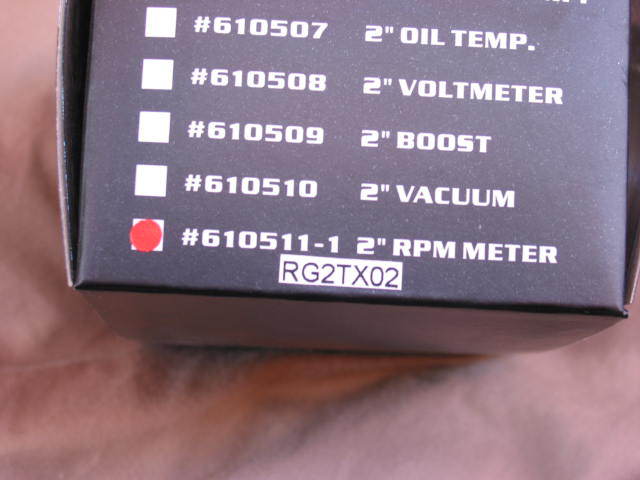 #610507 2" OIL TEMP.
#610508 2" VOLTMETER
#610509 2" BOOST
#610510 2" VACUUM
#610511-1 2" RPM METER
RG2TX02